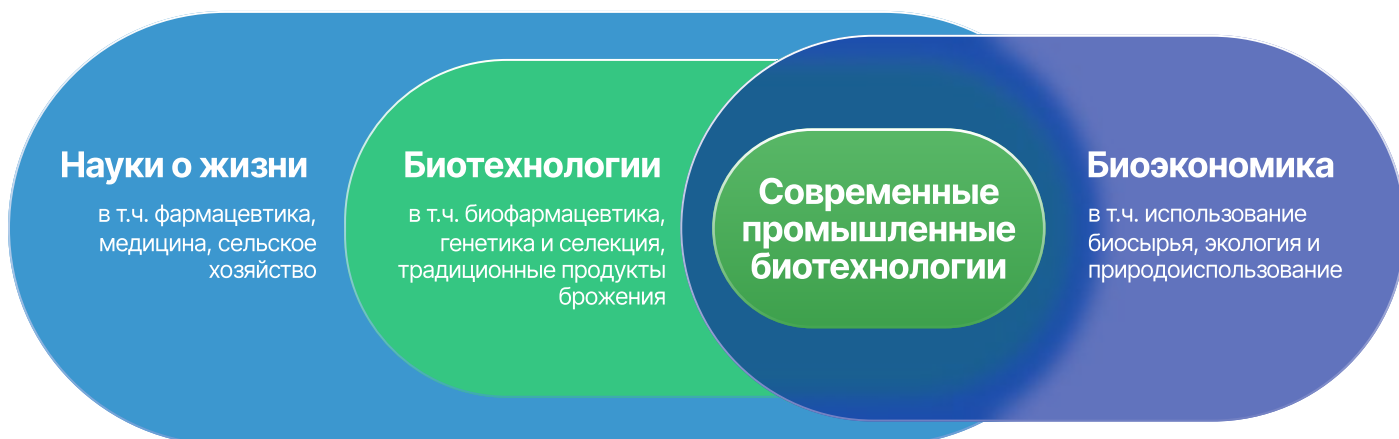 Науки о жизни
в т.ч. фармацевтика,
медицина, сельское
хозяйство
Биотехнологии
в т.ч. биофармацевтика,
генетика и селекция,
традиционные продукты
брожения
Современные
промышленные
биотехнологии
Биоэкономика
в т.ч. использование
биосырья, экология и
природоиспользование